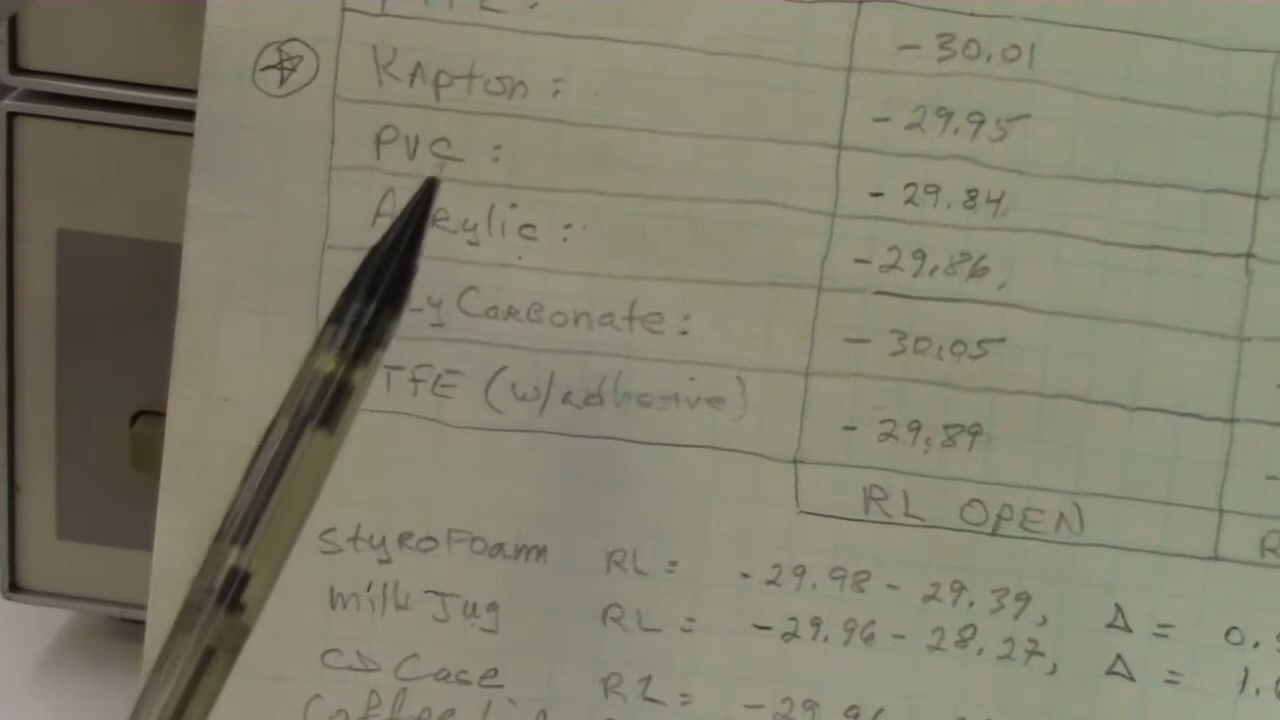 -30.01
Kapton: -29.95
PVC: -29.84
Acrylic: -29.86
Carbonate: -30.05
TFE (w/adhesive) -29.89
RL OPEN
StyroFoam RL = -29.98 - 29.39, Δ =
milk Jug RL = -29.96 - 28.27, Δ =
CD Case RL =